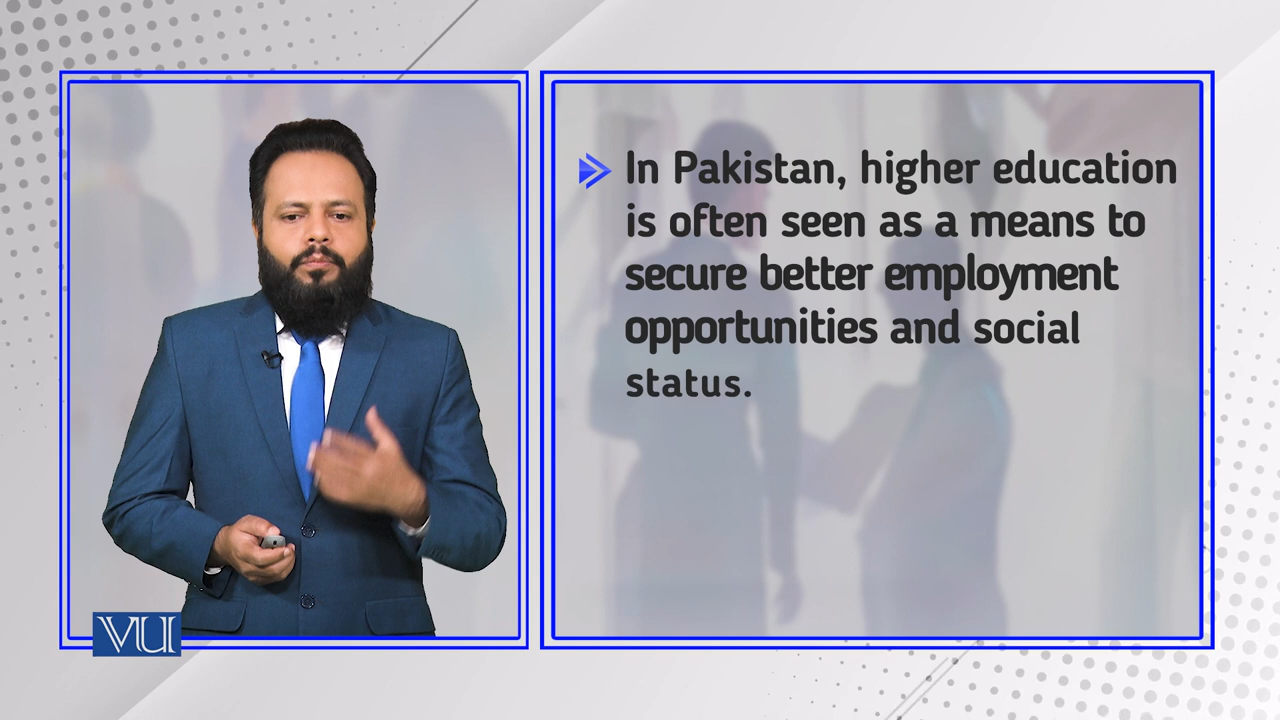 In Pakistan, higher education
is often seen as a means to
secure better employment
opportunities and social
status.
VU